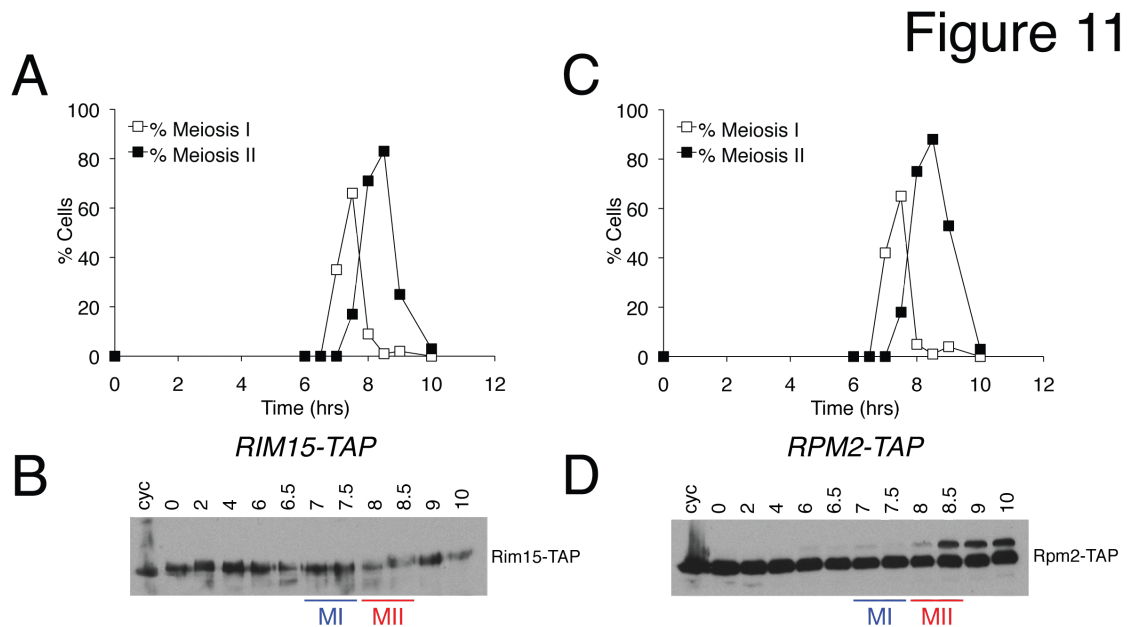 Figure 11
A
100
80
60
40
20
0
% Cells
% Meiosis I
% Meiosis II
0 2 4 6 8 10 12
Time (hrs)
RIM15-TAP
B
cyc 0 2 4 6 6.5 7 7.5 8 8.5 9 10
Rim15-TAP
MI MII
C
100
80
60
40
20
0
% Cells
% Meiosis I
% Meiosis II
0 2 4 6 8 10 12
Time (hrs)
RPM2-TAP
D
cyc 0 2 4 6 6.5 7 7.5 8 8.5 9 10
Rpm2-TAP
MI MII